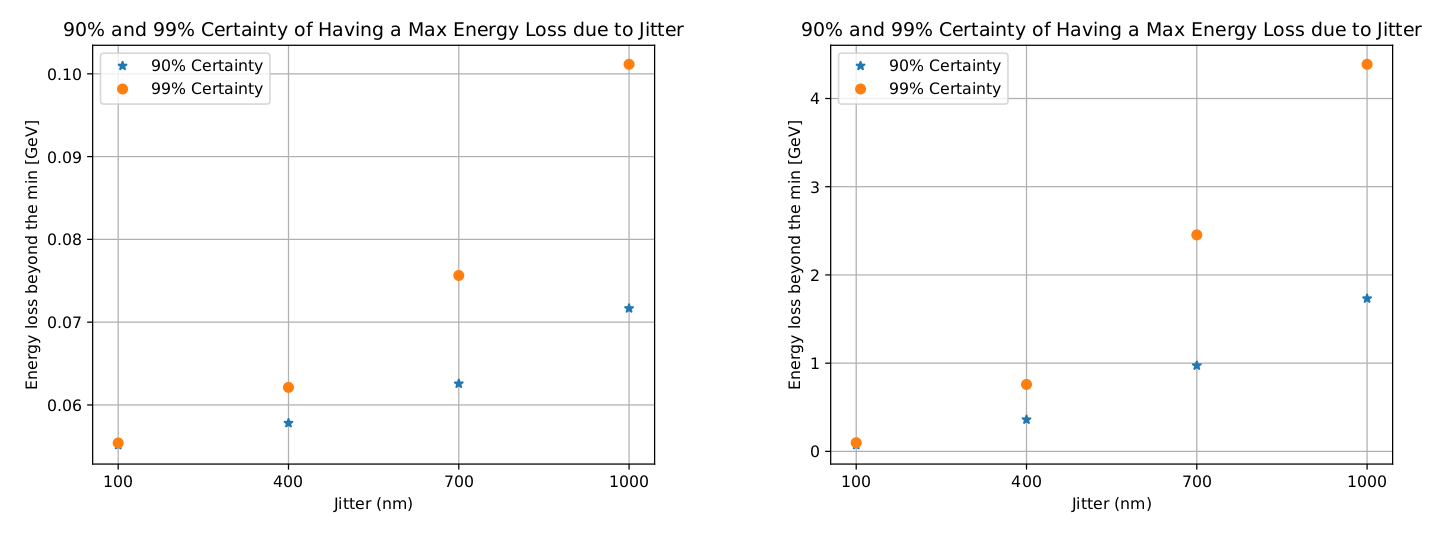 90% and 99% Certainty of Having a Max Energy Loss due to Jitter
90% Certainty
99% Certainty
Energy loss beyond the min [GeV]
0.10
0.09
0.08
0.07
0.06
100 400 700 1000
Jitter (nm)
90% and 99% Certainty of Having a Max Energy Loss due to Jitter
90% Certainty
99% Certainty
Energy loss beyond the min [GeV]
4
3
2
1
0
100 400 700 1000
Jitter (nm)